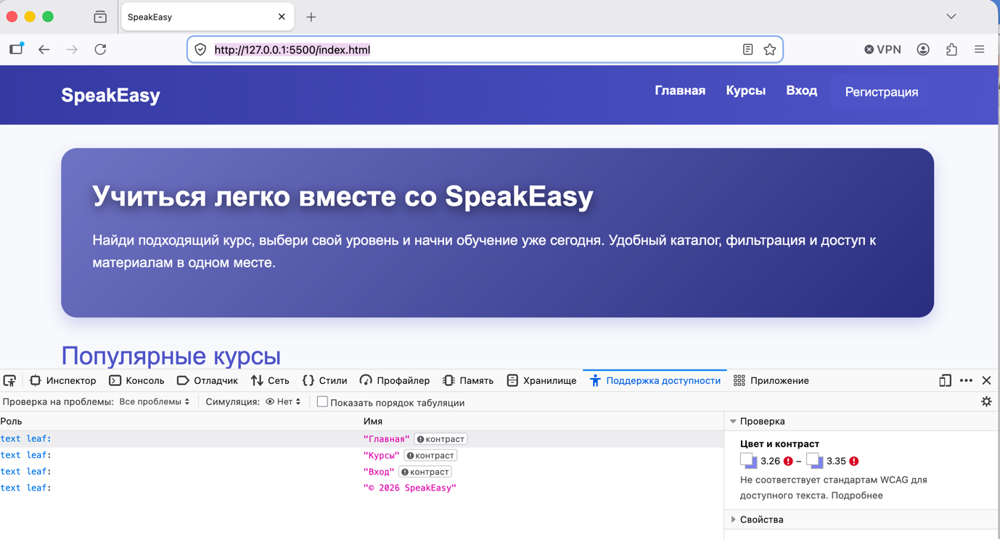 SpeakEasy
http://127.0.0.1:5500/index.html
VPN
SpeakEasy
Главная Курсы Вход Регистрация
Учиться легко вместе со SpeakEasy
Найди подходящий курс, выбери свой уровень и начни обучение уже сегодня. Удобный каталог, фильтрация и доступ к
материалам в одном месте.
Популярные курсы
Инспектор Консоль Отладчик Сеть Стили Профайлер Память Хранилище Поддержка доступности Приложение
Проверка на проблемы: Все проблемы Симуляция: Нет Показать порядок табуляции
Роль Имя Проверка
text leaf: "Главная" контраст
text leaf: "Курсы" контраст
text leaf: "Вход" контраст
text leaf: "© 2026 SpeakEasy"
Цвет и контраст
3.26 – 3.35
Не соответствует стандартам WCAG для
доступного текста. Подробнее
Свойства